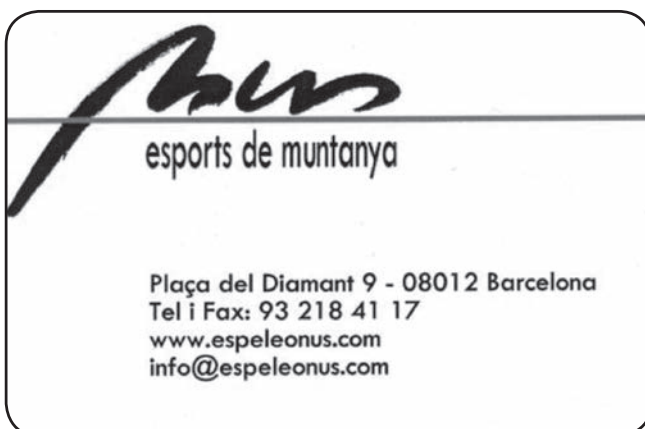 nus
esports de muntanya
Plaça del Diamant 9 - 08012 Barcelona
Tel i Fax: 93 218 41 17
www.espeleonus.com
info@espeleonus.com